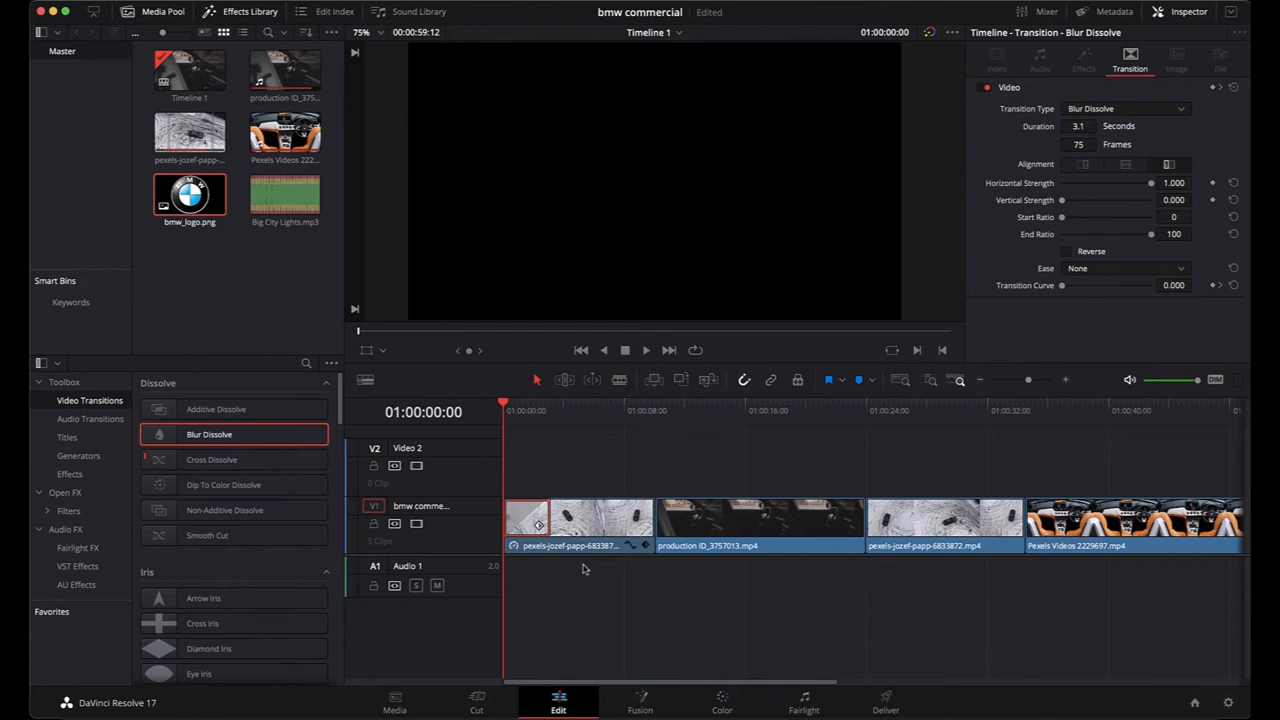 Media Pool
Effects Library
Edit Index
Sound Library
bmw commercial
Edited
Mixer
Metadata
Inspector
...
75%
00:00:59:12
Timeline 1
01:00:00:00
Timeline - Transition - Blur Dissolve
Master
Timeline 1
production ID_375...
pexels-jozef-papp-...
Pexels Videos 222...
bmw_logo.png
Big City Lights.mp3
Smart Bins
Keywords
Video
Audio
Effects
Transition
Image
File
Video
Transition Type
Blur Dissolve
Duration
3.1
Seconds
75
Frames
Alignment
Horizontal Strength
1.000
Vertical Strength
0.000
Start Ratio
0
End Ratio
100
Reverse
Ease
None
Transition Curve
0.000
Toolbox
Video Transitions
Audio Transitions
Titles
Generators
Effects
Open FX
Filters
Audio FX
Fairlight FX
VST Effects
AU Effects
Favorites
Dissolve
Additive Dissolve
Blur Dissolve
Cross Dissolve
Dip To Color Dissolve
Non-Additive Dissolve
Smooth Cut
Iris
Arrow Iris
Cross Iris
Diamond Iris
Eye Iris
DIM
01:00:00:00
01:00:00:00
01:00:08:00
01:00:16:00
01:00:24:00
01:00:32:00
01:00:40:00
V2
Video 2
0 Clip
V1
bmw comme...
5 Clips
pexels-jozef-papp-683387...
production ID_3757013.mp4
pexels-jozef-papp-6833872.mp4
Pexels Videos 2229697.mp4
A1
Audio 1
2.0
S
M
DaVinci Resolve 17
Media
Cut
Edit
Fusion
Color
Fairlight
Deliver